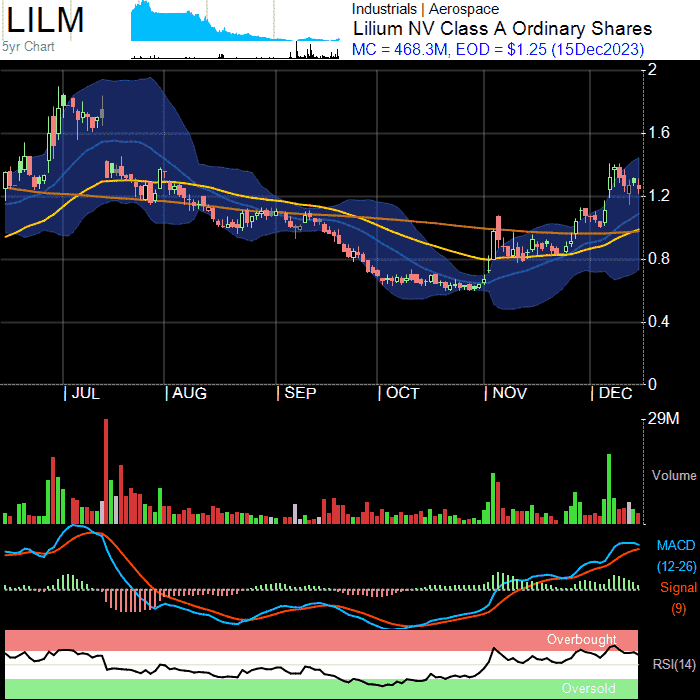 LILM
5yr Chart
Industrials | Aerospace
Lilium NV Class A Ordinary Shares
MC = 468.3M, EOD = $1.25 (15Dec2023)
2
1.6
1.2
0.8
0.4
0
| JUL | AUG | SEP | OCT | NOV | DEC
29M
Volume
MACD
(12-26)
Signal
(9)
Overbought
RSI(14)
Oversold